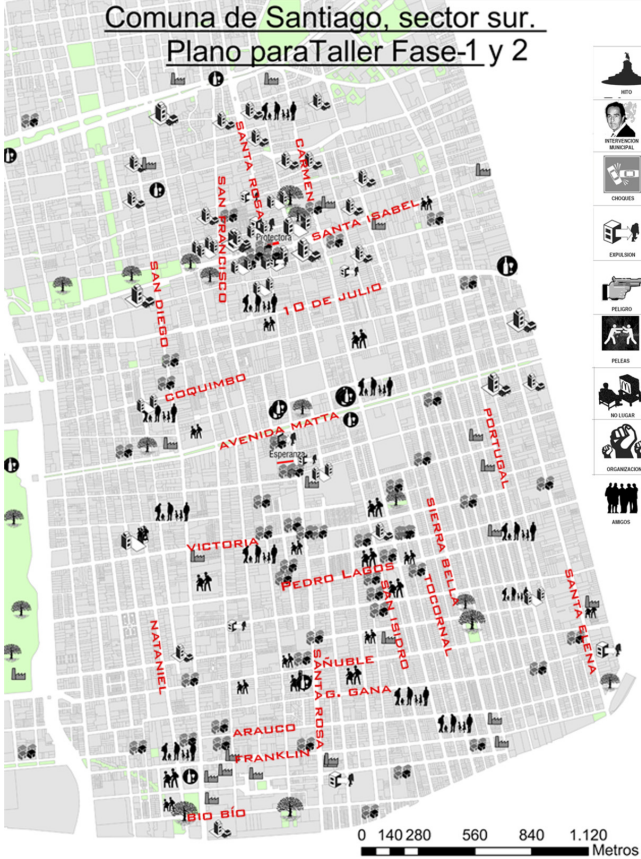 Comuna de Santiago, sector sur.
Plano paraTaller Fase-1 y 2
HITO
INTERVENCION
MUNICIPAL
CHOQUES
EXPULSION
PELIGRO
PELEAS
NO LUGAR
ORGANIZACION
AMIGOS
SANTA ROSA
CARMEN
SAN FRANCISCO
SANTA ISABEL
Protectora
SAN DIEGO
10 DE JULIO
COQUIMBO
AVENIDA MATTA
Esperanza
PORTUGAL
VICTORIA
SIERRA BELLA
PEDRO LAGOS
SAN ISIDRO
TOCORNAL
SANTA ELENA
NATANIEL
SANTA ROSA
ÑUBLE
G. GANA
ARAUCO
FRANKLIN
BIO BÍO
0 140 280 560 840 1.120
Metros